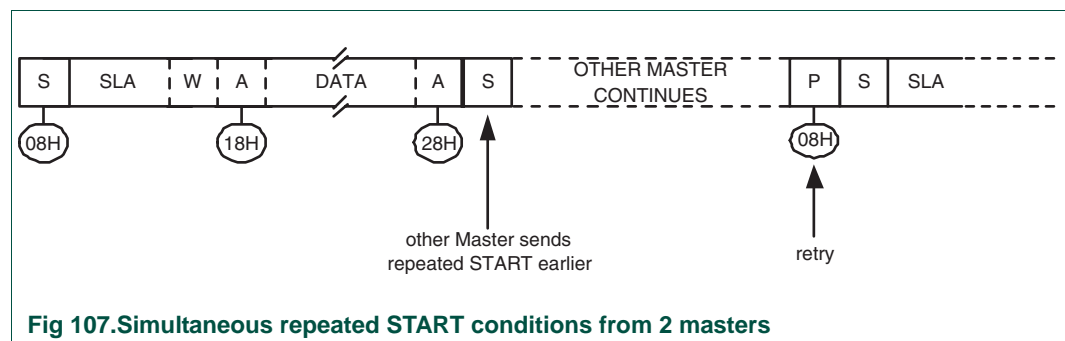 S SLA W A DATA A S OTHER MASTER CONTINUES P S SLA
08H 18H 28H 08H
other Master sends
repeated START earlier
retry
Fig 107.Simultaneous repeated START conditions from 2 masters